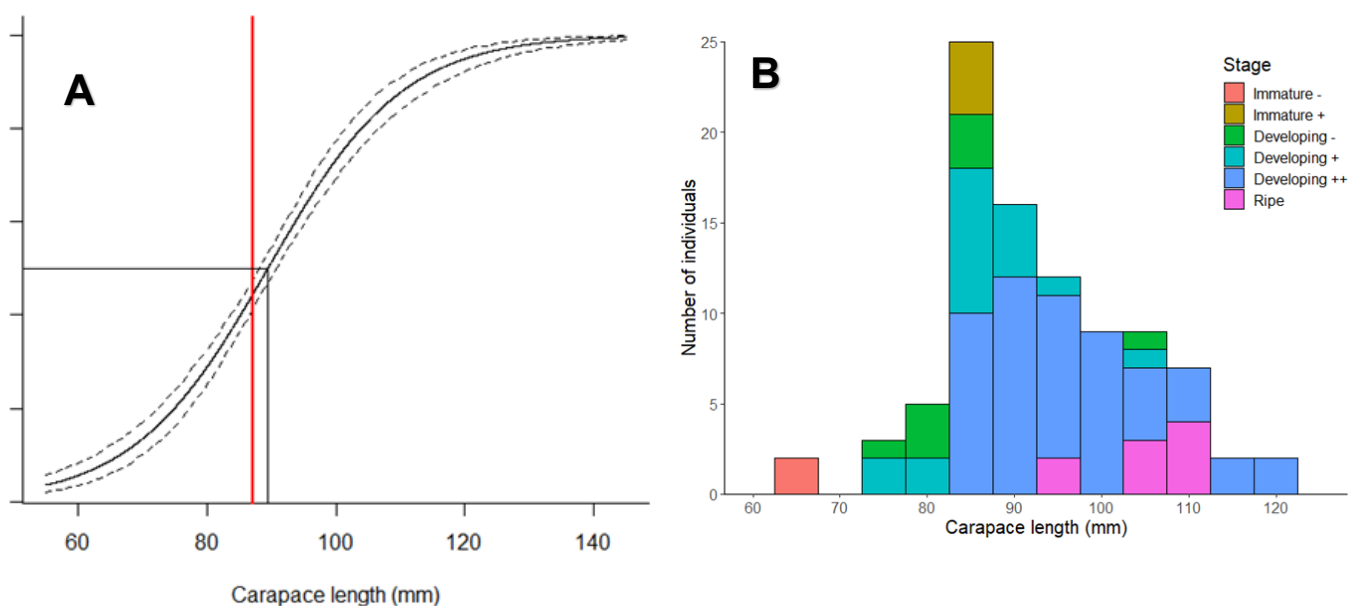 A
60 80 100 120 140
Carapace length (mm)
B
25
20
15
10
5
0
Number of individuals
60 70 80 90 100 110 120
Carapace length (mm)
Stage
Immature -
Immature +
Developing -
Developing +
Developing ++
Ripe